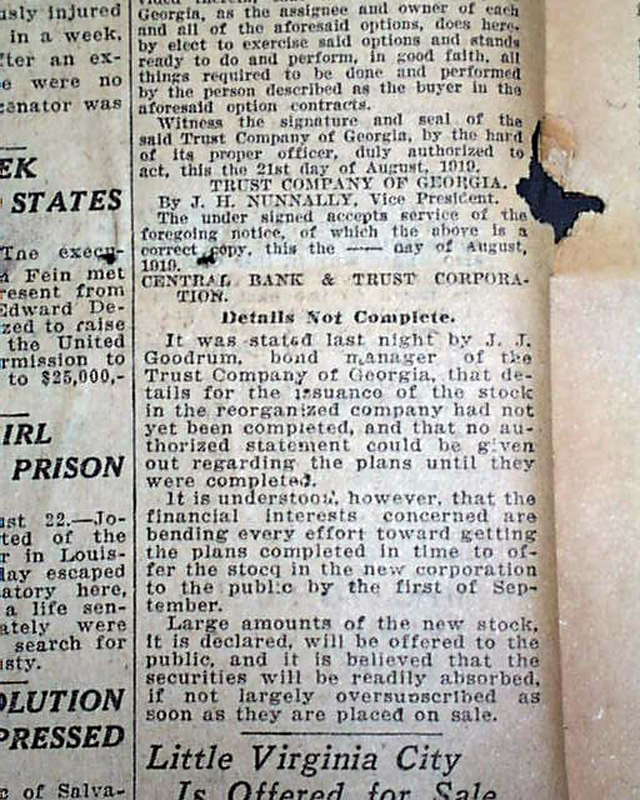 usly injured
in a week.
fter an ex-
e were no
enator was
EK
STATES
The execu-
Fein met
resent from
Edward De-
zed to raise
the United
rmission to
to $25,000,-
IRL
PRISON
ust 22.—Jo-
ted of the
r in Louis-
day escaped
atory here,
a life sen-
ately were
search for
sty.
OLUTION
PRESSED
of Salva-
Georgia, as the assignee and owner of each
and all of the aforesaid options, does here-
by elect to exercise said options and stands
ready to do and perform, in good faith, all
things required to be done and performed
by the person described as the buyer in the
aforesaid option contracts.
Witness the signature and seal of the
said Trust Company of Georgia, by the hard
of its proper officer, duly authorized to
act, this the 21st day of August, 1919.
TRUST COMPANY OF GEORGIA.
By J. H. NUNNALLY, Vice President.
The under signed accepts service of the
foregoing notice, of which the above is a
correct copy, this the —— day of August,
1919.
CENTRAL BANK & TRUST CORPORA-
TION.
Details Not Complete.
It was stated last night by J. J.
Goodrum, bond manager of the
Trust Company of Georgia, that de-
tails for the issuance of the stock
in the reorganized company had not
yet been completed, and that no au-
thorized statement could be given
out regarding the plans until they
were completed.
It is understood, however, that the
financial interests concerned are
bending every effort toward getting
the plans completed in time to of-
fer the stocq in the new corporation
to the public by the first of Sep-
tember.
Large amounts of the new stock,
it is declared, will be offered to the
public, and it is believed that the
securities will be readily absorbed,
if not largely oversubscribed as
soon as they are placed on sale.
Little Virginia City
Is Offered for Sale